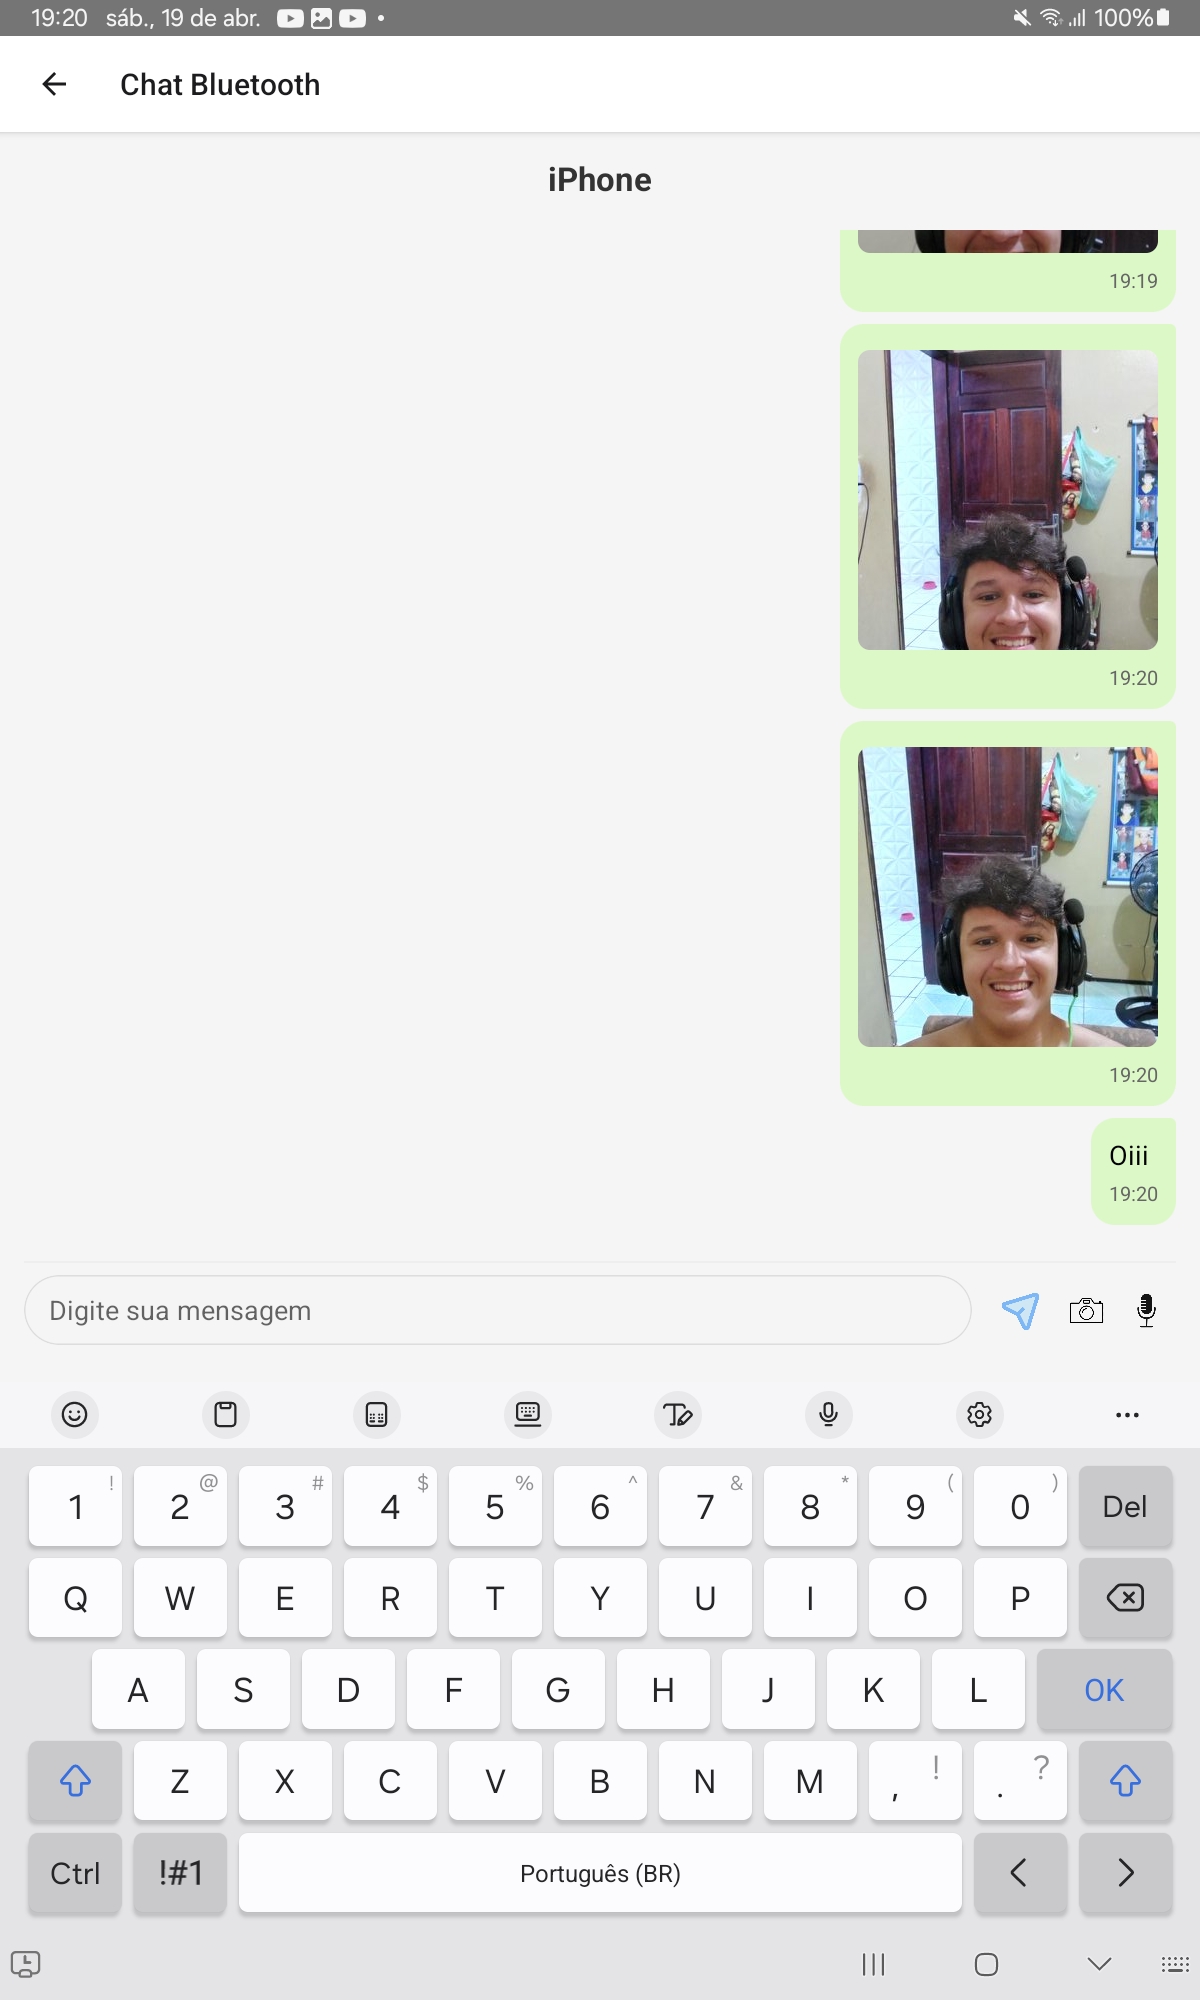 19:20 sáb., 19 de abr. 100%
Chat Bluetooth
iPhone
19:19
19:20
19:20
Oiii
19:20
Digite sua mensagem
! @ # $ % ^ & * ( )
1 2 3 4 5 6 7 8 9 0 Del
Q W E R T Y U I O P
A S D F G H J K L OK
Z X C V B N M , ! . ?
Ctrl !#1 Português (BR) < >